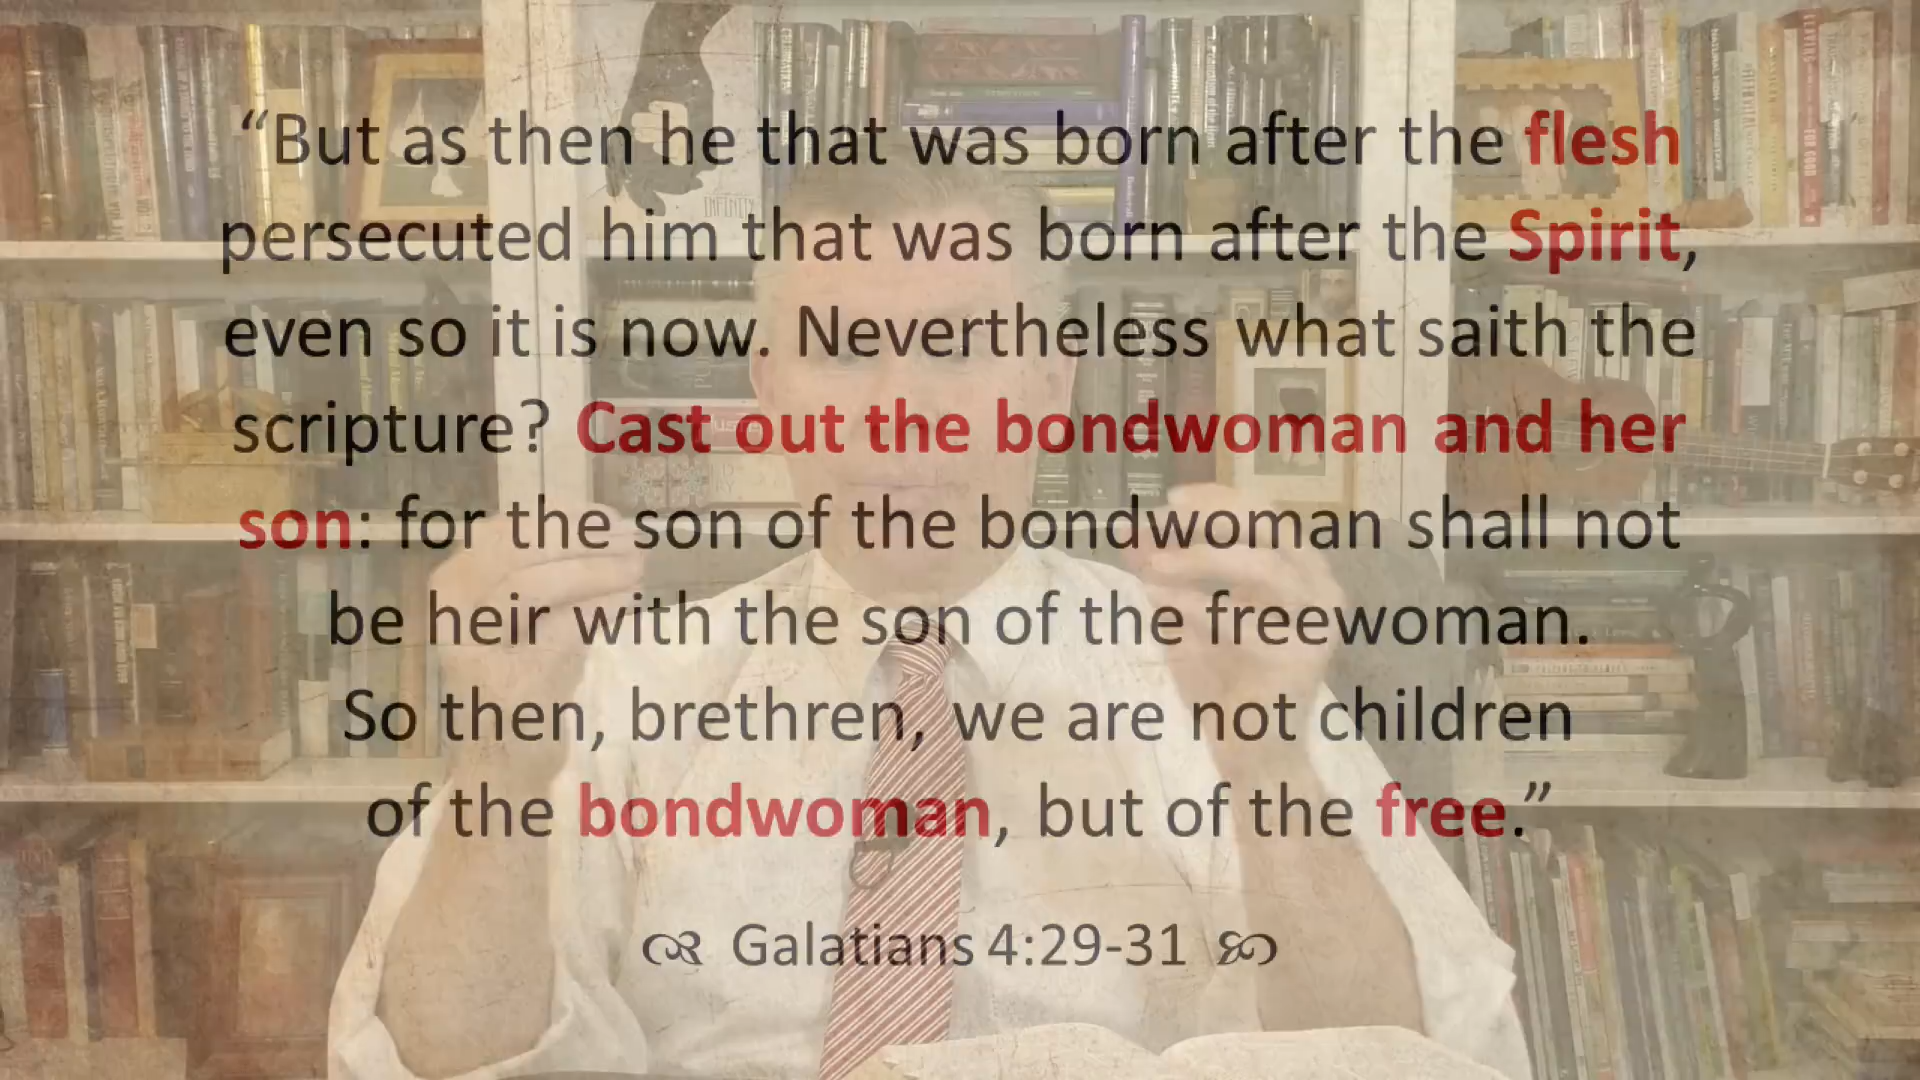 “But as then he that was born after the flesh
persecuted him that was born after the Spirit,
even so it is now. Nevertheless what saith the
scripture? Cast out the bondwoman and her
son: for the son of the bondwoman shall not
be heir with the son of the freewoman.
So then, brethren, we are not children
of the bondwoman, but of the free.”
Galatians 4:29-31
INFINITY